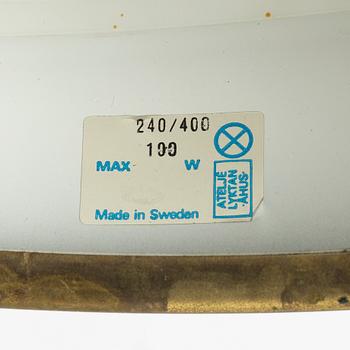 240/400
100
MAX W
ATELJÉ
LYKTAN
ÅHUS
Made in Sweden